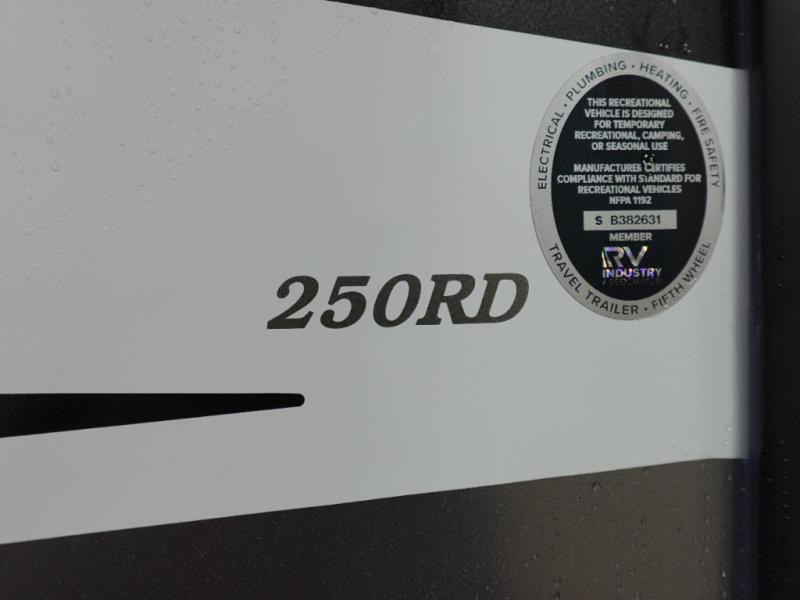 250RD
ELECTRICAL • PLUMBING • HEATING • FIRE SAFETY
THIS RECREATIONAL
VEHICLE IS DESIGNED
FOR TEMPORARY
RECREATIONAL, CAMPING,
OR SEASONAL USE
MANUFACTURER CERTIFIES
COMPLIANCE WITH STANDARD FOR
RECREATIONAL VEHICLES
NFPA 1192
S B382631
MEMBER
RV
INDUSTRY
ASSOCIATION
TRAVEL TRAILER • FIFTH WHEEL